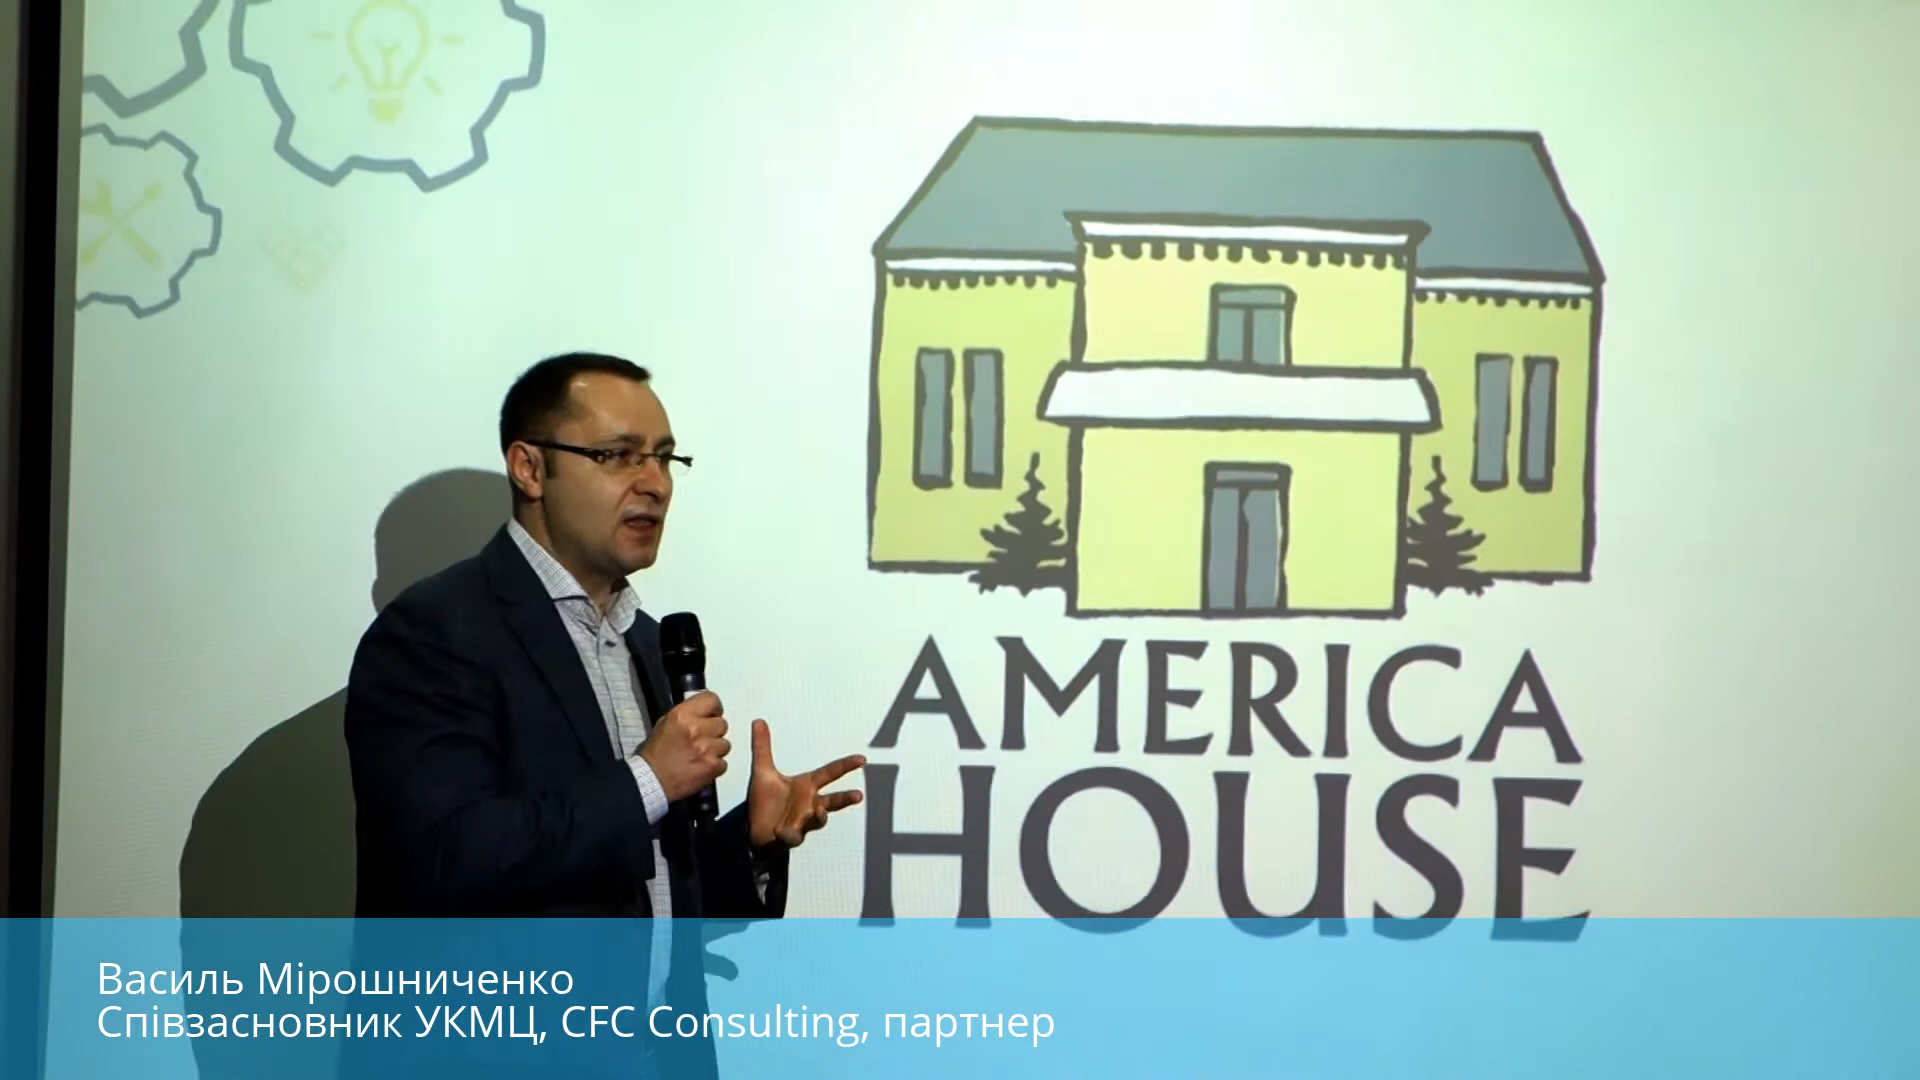 AMERICA
HOUSE
Василь Мірошниченко
Співзасновник УКМЦ, CFC Consulting, партнер